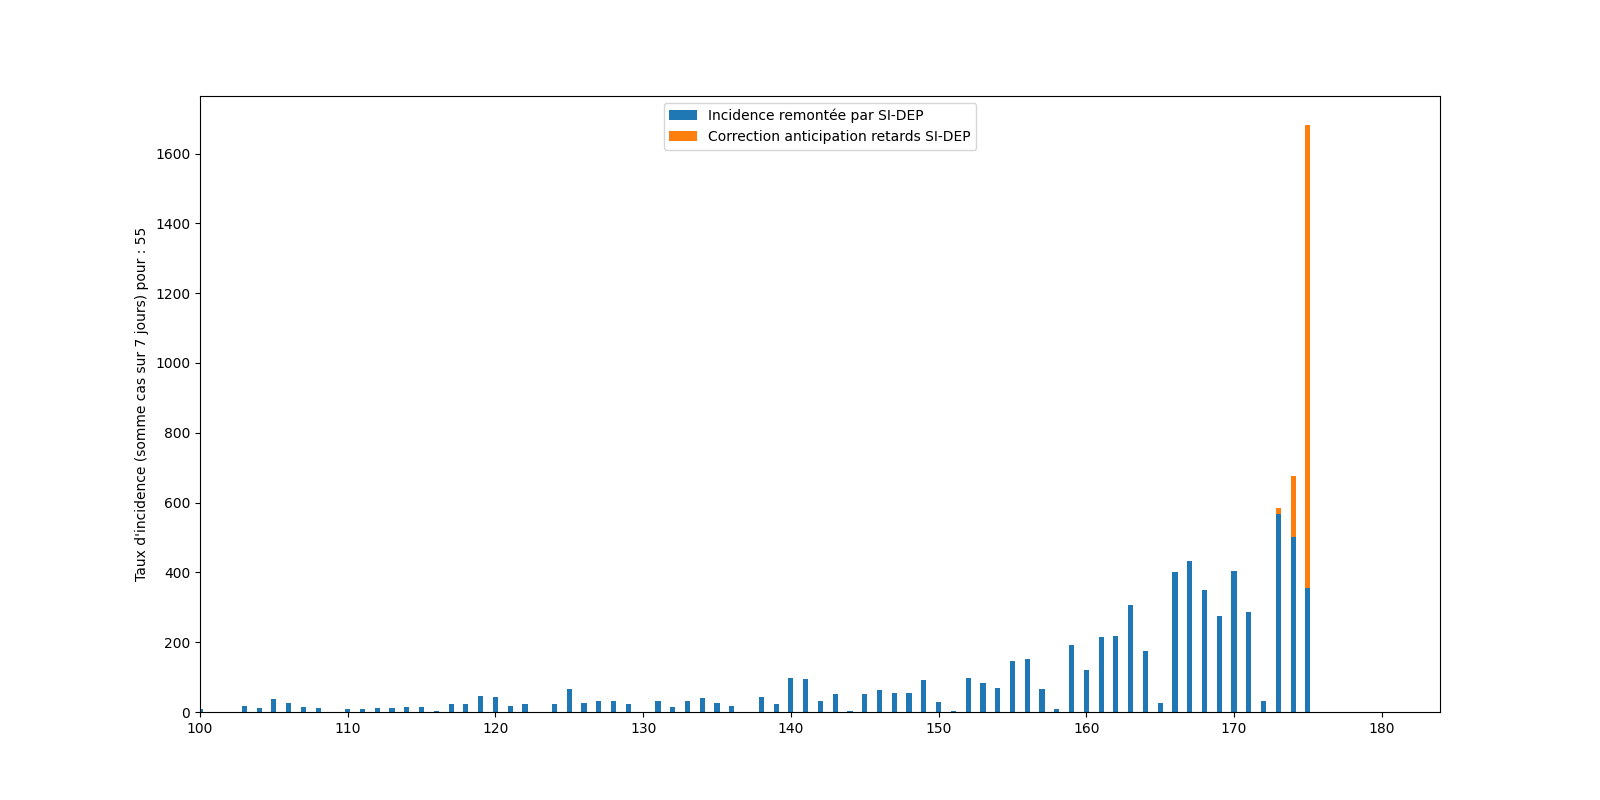 Incidence remontée par SI-DEP
Correction anticipation retards SI-DEP
Taux d'incidence (somme cas sur 7 jours) pour : 55
1600
1400
1200
1000
800
600
400
200
0
100 110 120 130 140 150 160 170 180